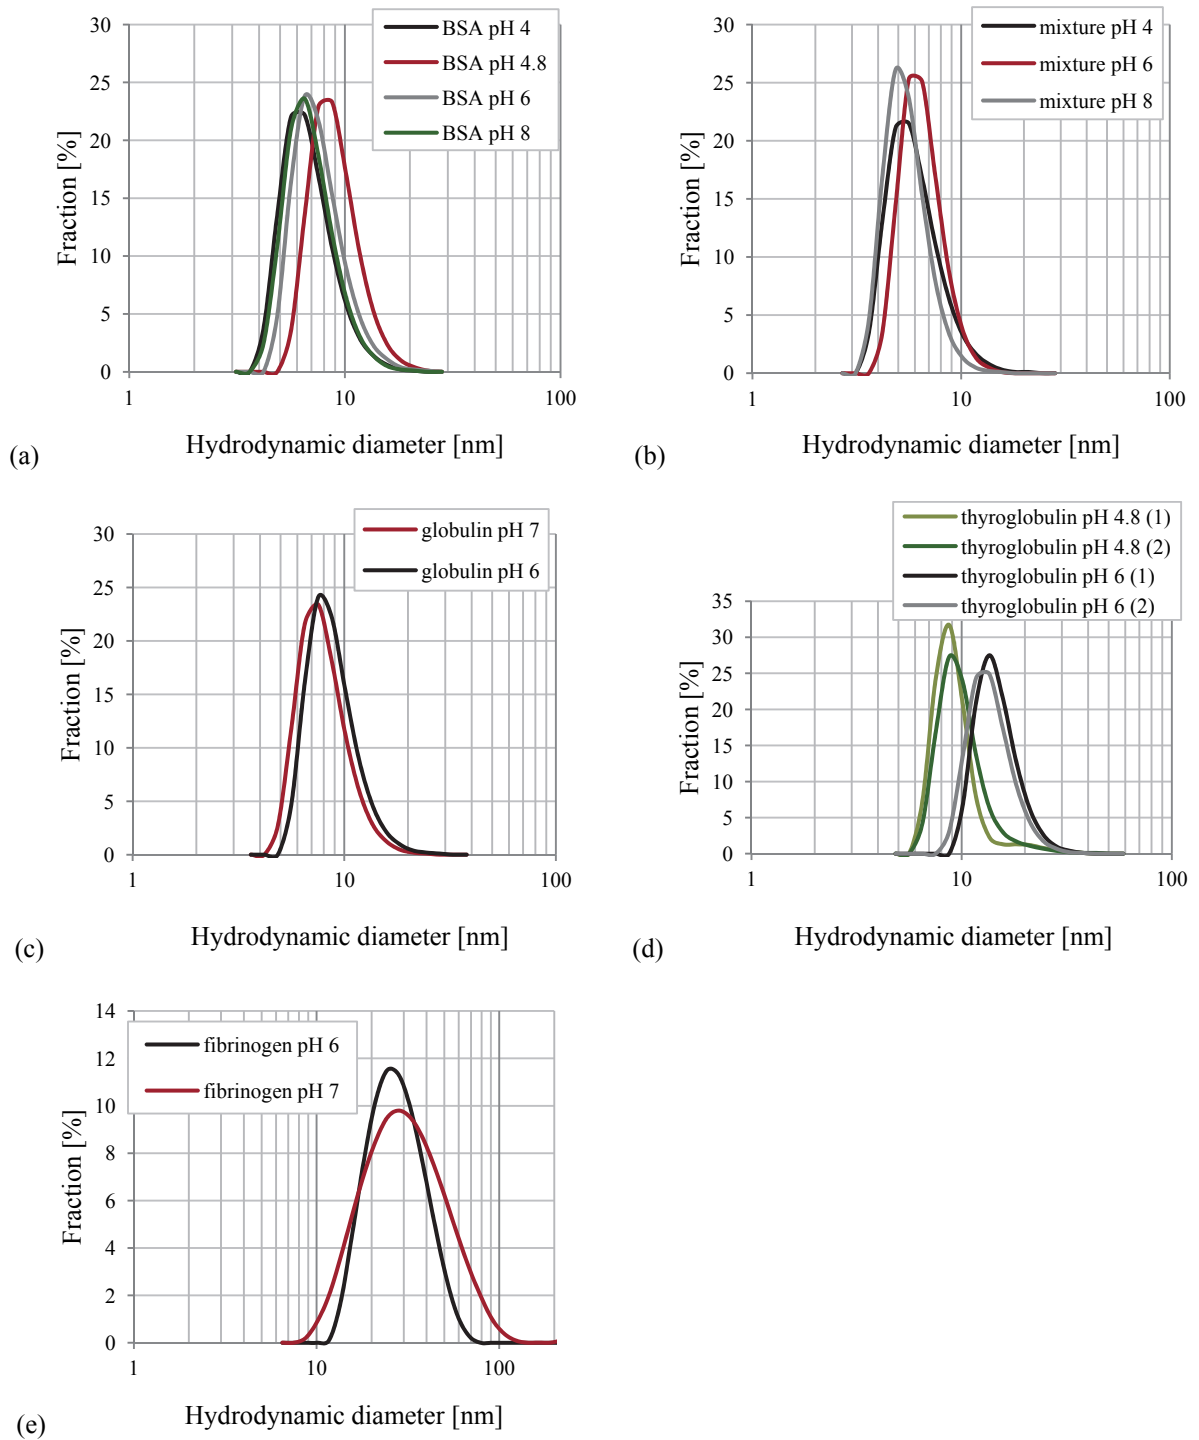 BSA pH 4
BSA pH 4.8
BSA pH 6
BSA pH 8
30
25
20
15
10
5
0
Fraction [%]
1 10 100
Hydrodynamic diameter [nm]
(a)
mixture pH 4
mixture pH 6
mixture pH 8
30
25
20
15
10
5
0
Fraction [%]
1 10 100
Hydrodynamic diameter [nm]
(b)
globulin pH 7
globulin pH 6
30
25
20
15
10
5
0
Fraction [%]
1 10 100
Hydrodynamic diameter [nm]
(c)
thyroglobulin pH 4.8 (1)
thyroglobulin pH 4.8 (2)
thyroglobulin pH 6 (1)
thyroglobulin pH 6 (2)
35
30
25
20
15
10
5
0
Fraction [%]
1 10 100
Hydrodynamic diameter [nm]
(d)
fibrinogen pH 6
fibrinogen pH 7
14
12
10
8
6
4
2
0
Fraction [%]
1 10 100
Hydrodynamic diameter [nm]
(e)